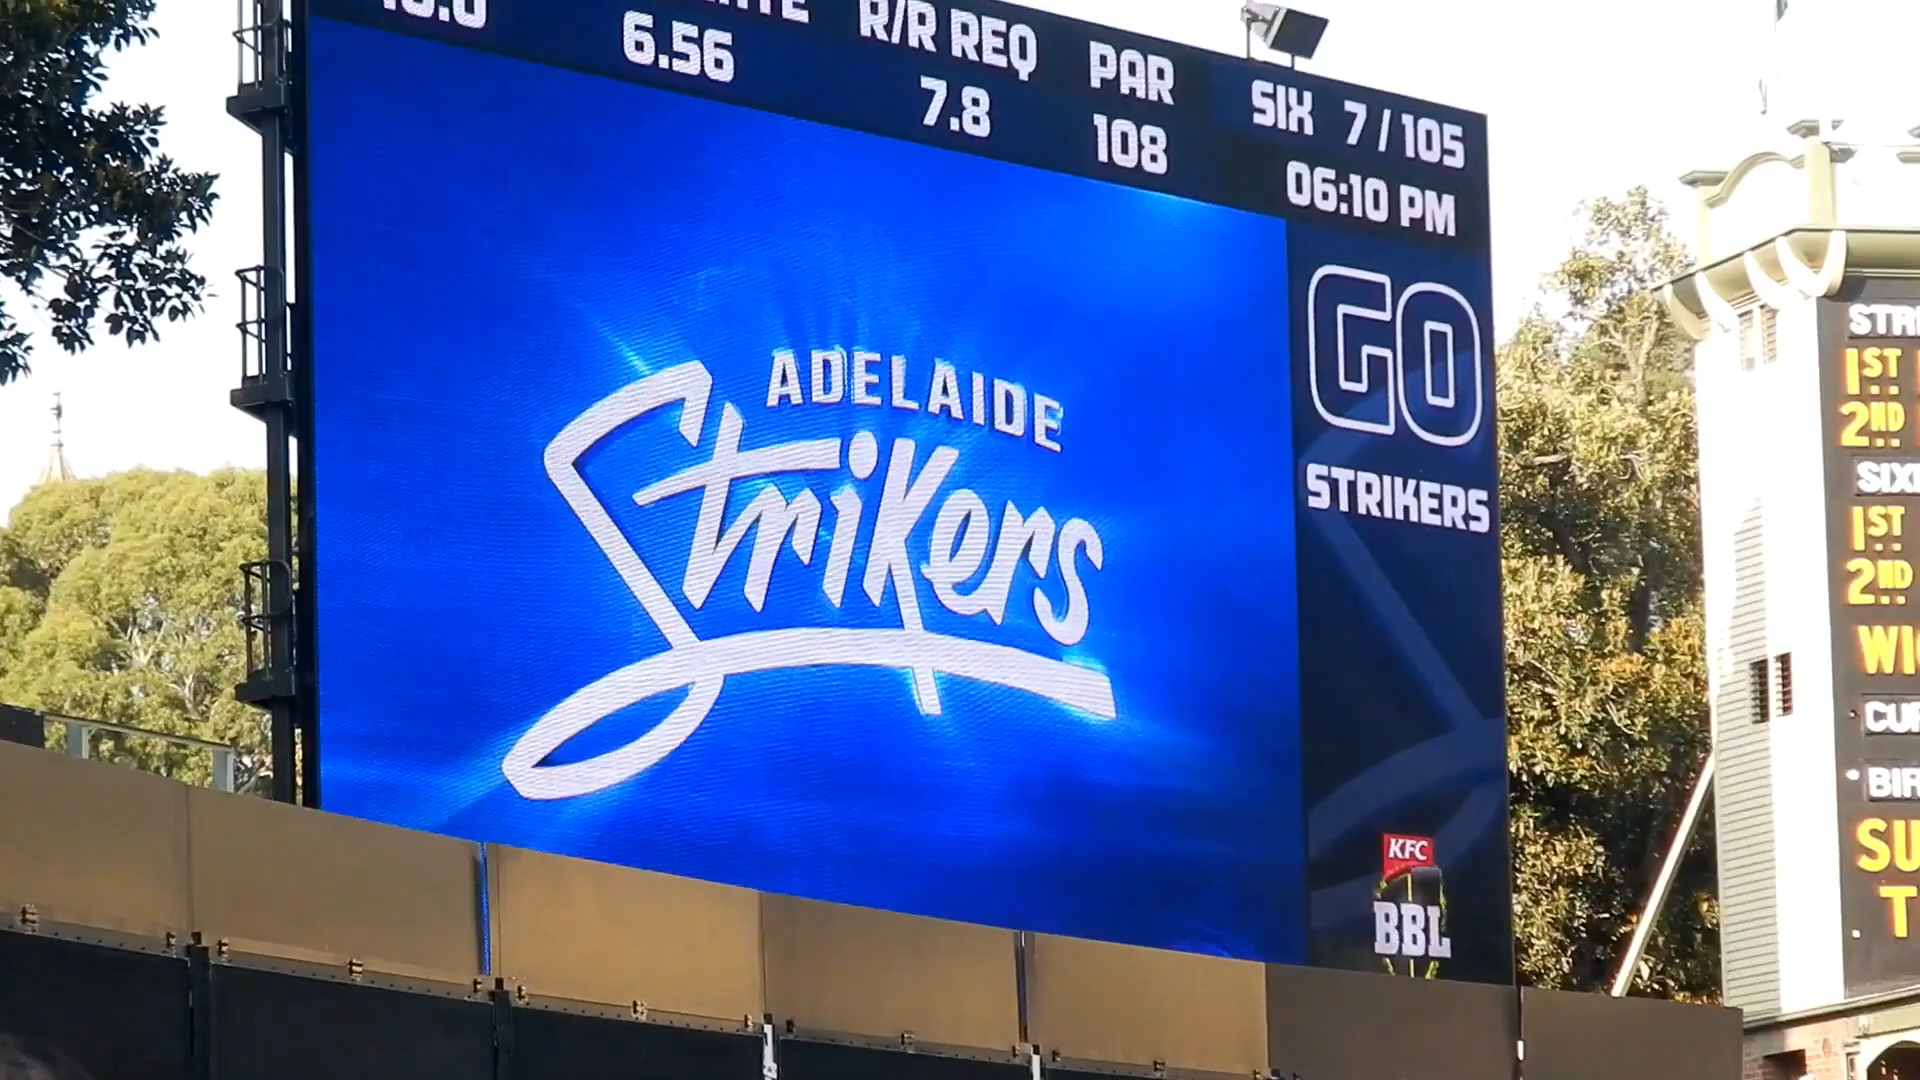 R/R REQ
PAR
6.56
7.8
108
SIX 7/105
06:10 PM
GO
STRIKERS
ADELAIDE
Strikers
KFC
BBL
1ST
2ND
1ST
2ND